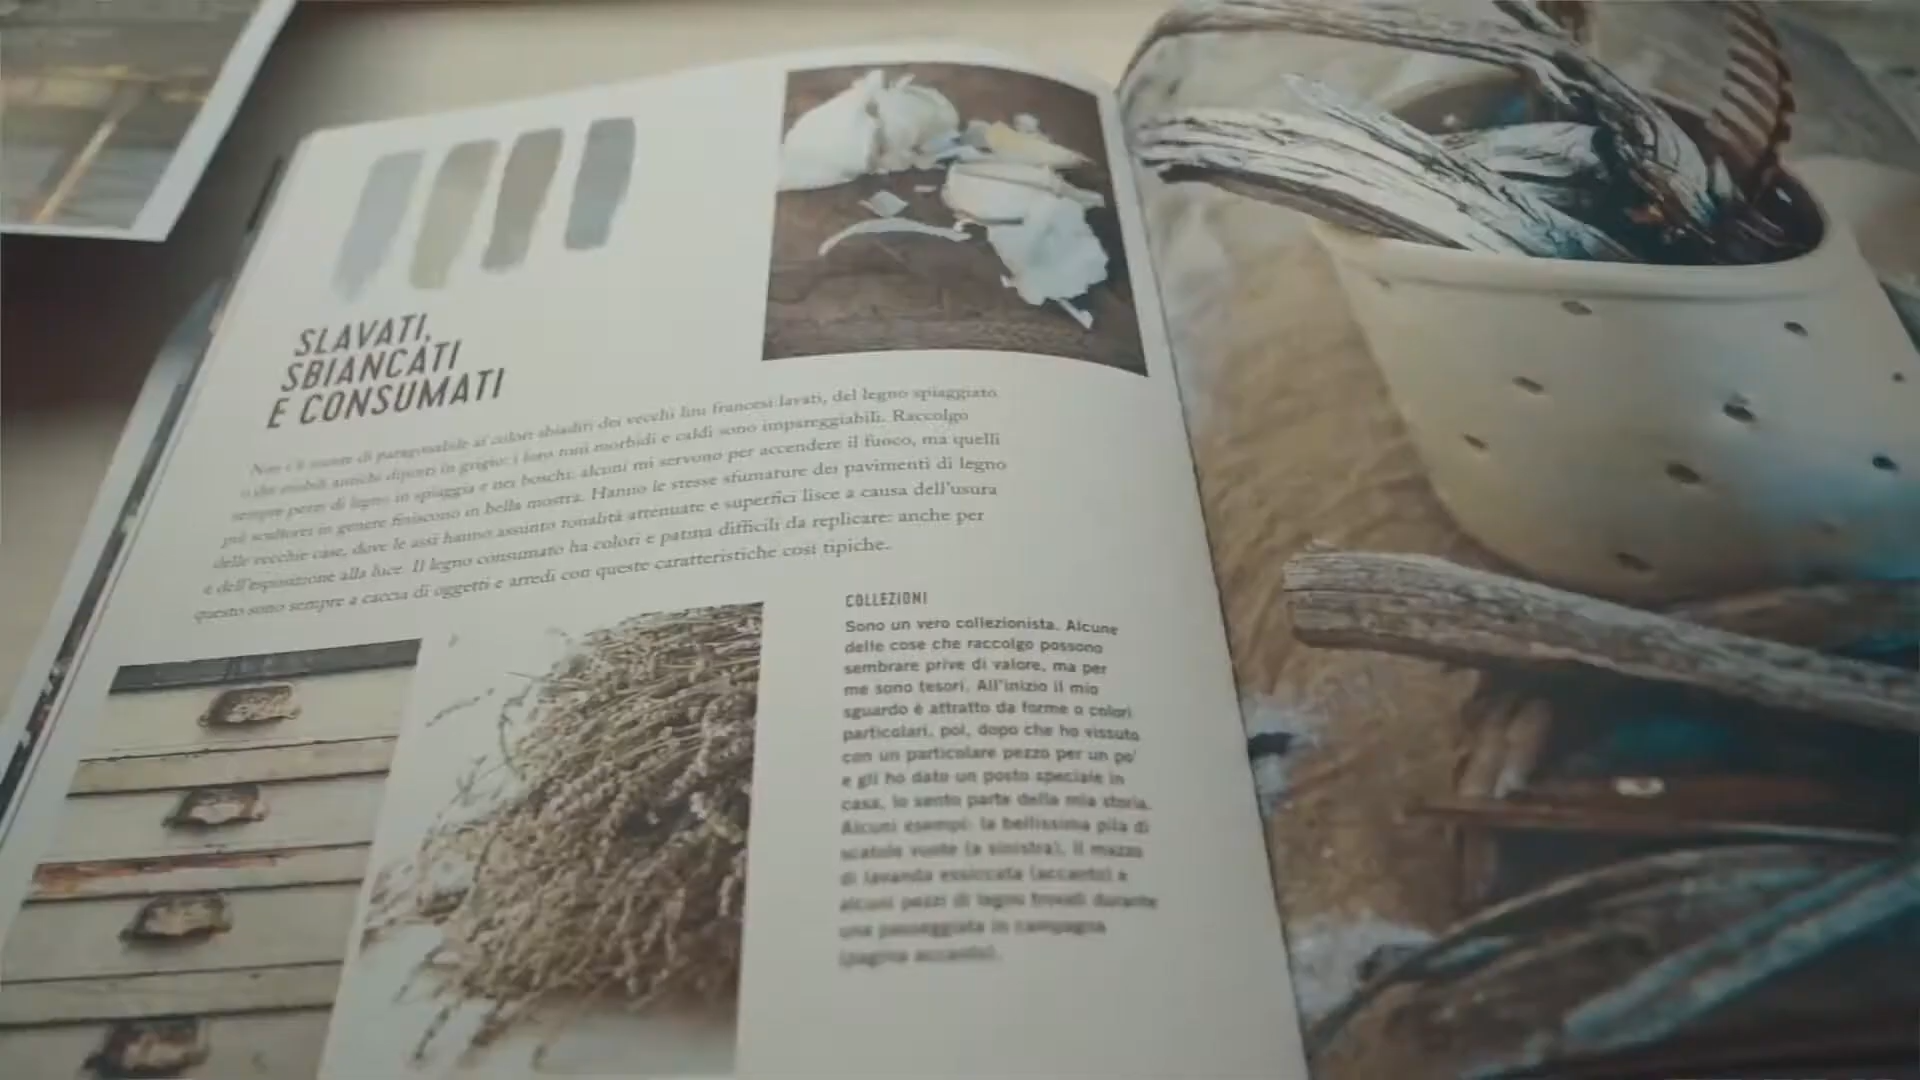 SLAVATI,
SBIANCATI
E CONSUMATI
Non c'è niente di paragonabile ai colori sbiaditi dei vecchi lini francesi lavati, del legno spiaggiato
o dei mobili antichi dipinti in grigio: i loro toni morbidi e caldi sono impareggiabili. Raccolgo
sempre pezzi di legno in spiaggia e nei boschi: alcuni mi servono per accendere il fuoco, ma quelli
più scultorei in genere finiscono in bella mostra. Hanno le stesse sfumature dei pavimenti di legno
delle vecchie case, dove le assi hanno assunto tonalità attenuate e superfici lisce a causa dell'usura
e dell'esposizione alla luce. Il legno consumato ha colori e patina difficili da replicare: anche per
questo sono sempre a caccia di oggetti e arredi con queste caratteristiche così tipiche.
COLLEZIONI
Sono un vero collezionista. Alcune
delle cose che raccolgo possono
sembrare prive di valore, ma per
me sono tesori. All'inizio il mio
sguardo è attratto da forme o colori
particolari, poi, dopo che ho vissuto
con un particolare pezzo per un po'
e gli ho dato un posto speciale in
casa, lo sento parte della mia storia.
Alcuni esempi: la bellissima pila di
scatole vuote (a sinistra), il mazzo
di lavanda essiccata (accanto) e
alcuni pezzi di legno trovati durante
una passeggiata in campagna
(pagina accanto).